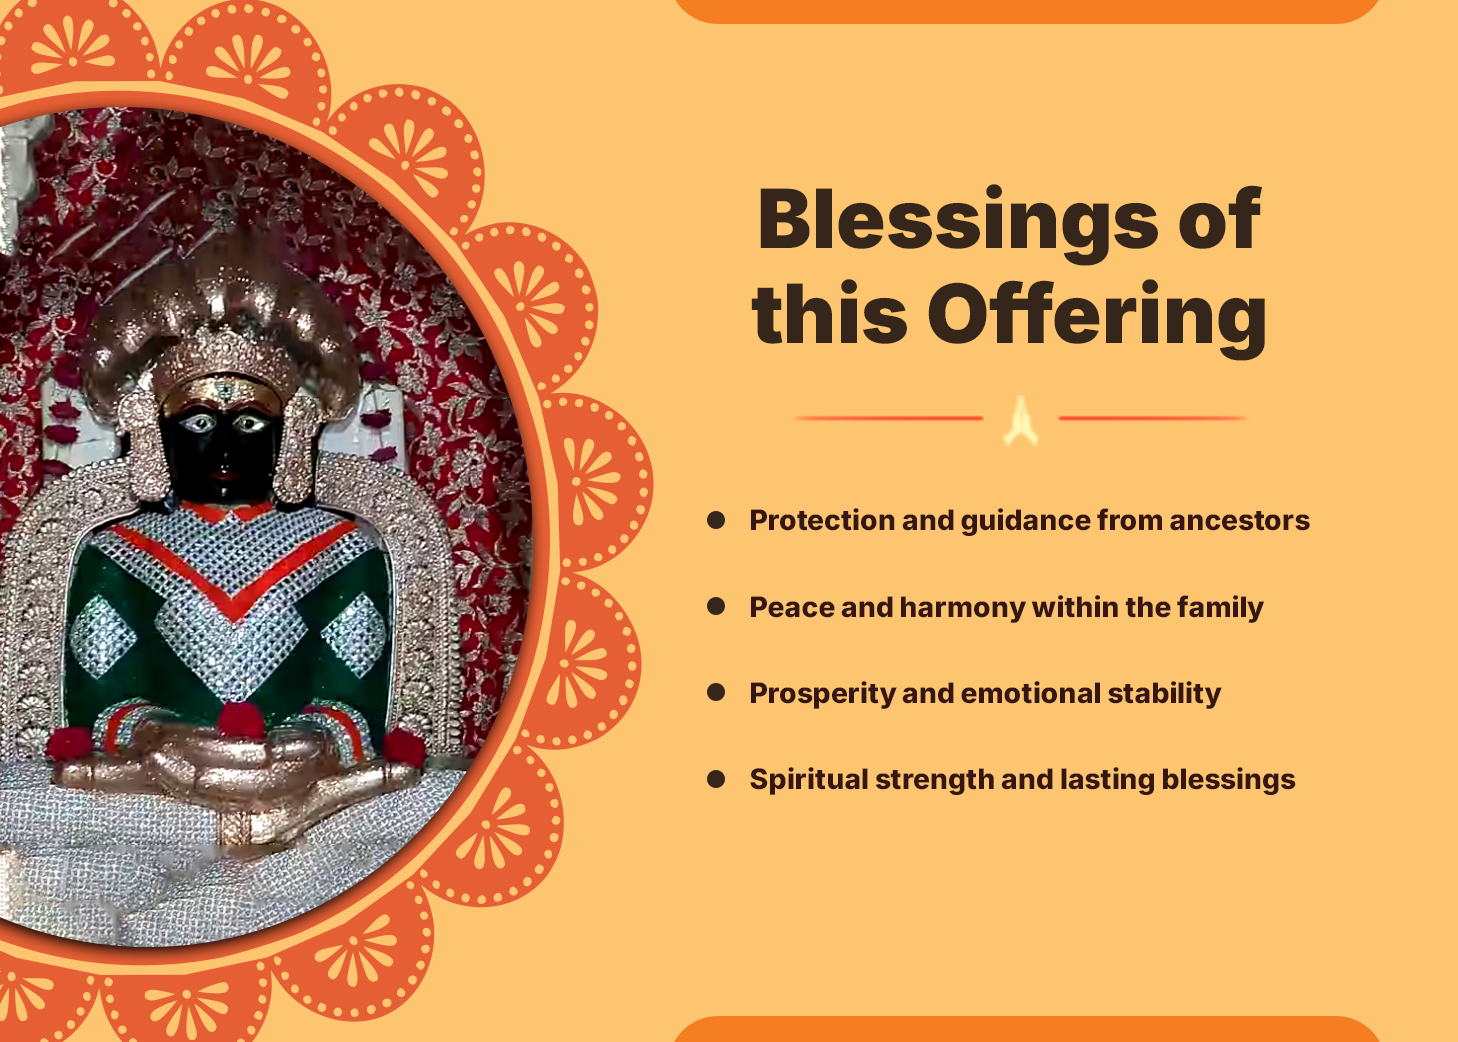 Blessings of
this Offering
Protection and guidance from ancestors
Peace and harmony within the family
Prosperity and emotional stability
Spiritual strength and lasting blessings